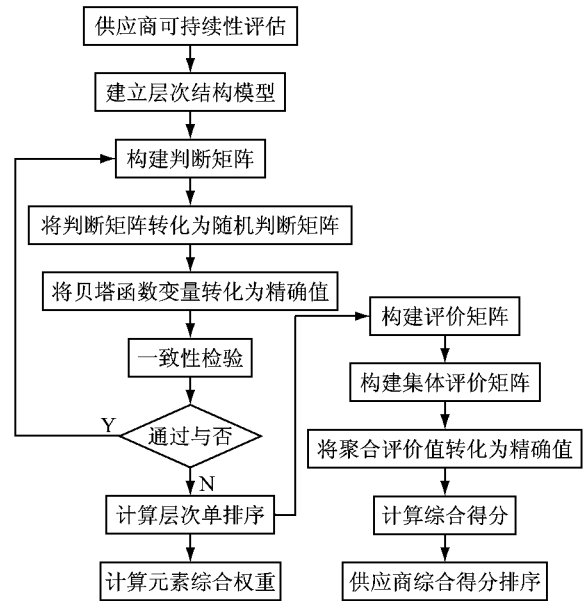 供应商可持续性评估
建立层次结构模型
构建判断矩阵
将判断矩阵转化为随机判断矩阵
将贝塔函数变量转化为精确值
一致性检验
Y
通过与否
N
计算层次单排序
计算元素综合权重
构建评价矩阵
构建集体评价矩阵
将聚合评价值转化为精确值
计算综合得分
供应商综合得分排序